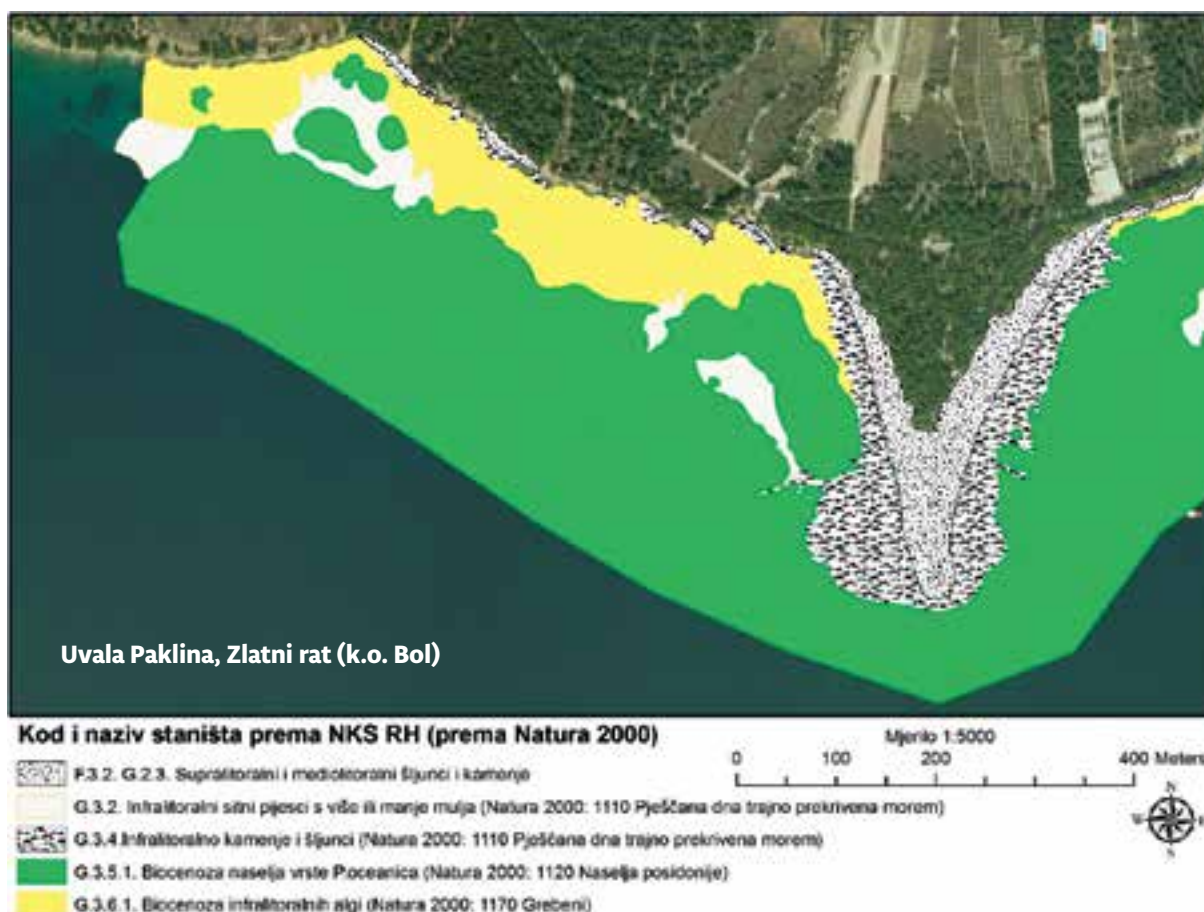 Uvala Paklina, Zlatni rat (k.o. Bol)
Kod i naziv staništa prema NKS RH (prema Natura 2000)
Mjerilo 1:5000
0 100 200 400 Meters
F.3.2. G.2.3. Supralitoralni i mediolitoralni šljunci i kamenje
G.3.2. Infralitoralni sitni pijesci s više ili manje mulja (Natura 2000: 1110 Pješčana dna trajno prekrivena morem)
G.3.4.Infralitoralno kamenje i šljunci (Natura 2000: 1110 Pješčana dna trajno prekrivena morem)
G.3.5.1. Biocenoza naselja vrste P.oceanica (Natura 2000: 1120 Naselja posidonije)
G.3.6.1. Biocenoza infralitoralnih algi (Natura 2000: 1170 Grebeni)
N
W E
S